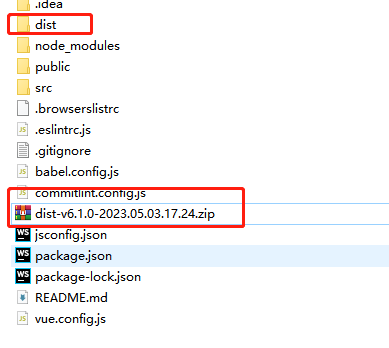 .idea
dist
node_modules
public
src
.browserslistrc
.eslintrc.js
.gitignore
babel.config.js
commitlint.config.js
dist-v6.1.0-2023.05.03.17.24.zip
jsconfig.json
package.json
package-lock.json
README.md
vue.config.js